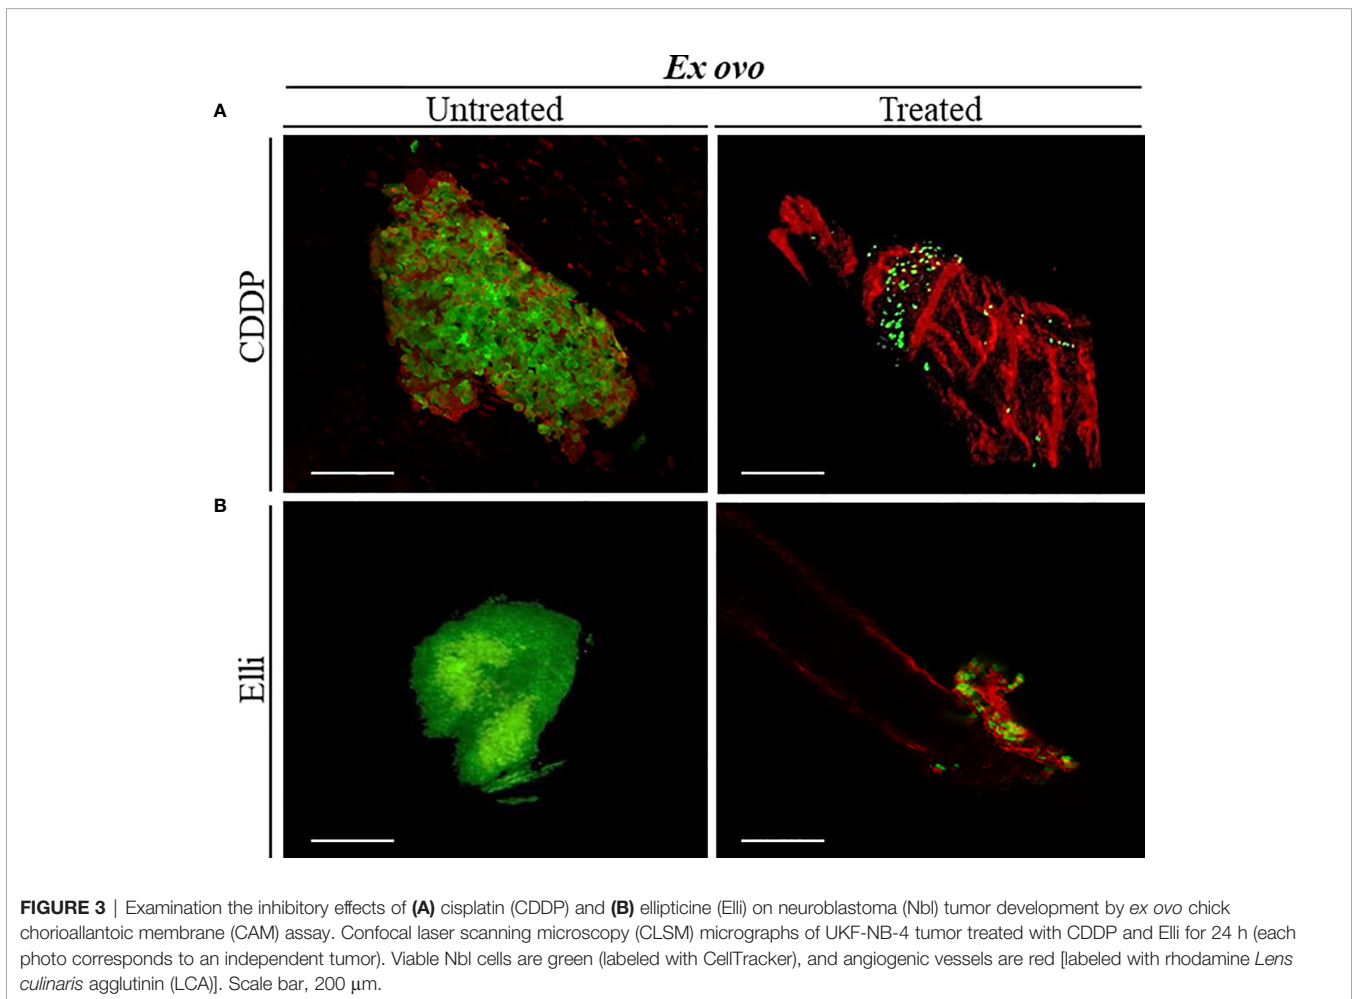 Ex ovo
A
Untreated
Treated
CDDP
B
Elli
FIGURE 3 | Examination the inhibitory effects of (A) cisplatin (CDDP) and (B) ellipticine (Elli) on neuroblastoma (Nbl) tumor development by ex ovo chick
chorioallantoic membrane (CAM) assay. Confocal laser scanning microscopy (CLSM) micrographs of UKF-NB-4 tumor treated with CDDP and Elli for 24 h (each
photo corresponds to an independent tumor). Viable Nbl cells are green (labeled with CellTracker), and angiogenic vessels are red [labeled with rhodamine Lens
culinaris agglutinin (LCA)]. Scale bar, 200 μm.